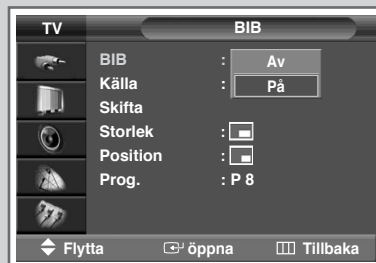 TV BIB
BIB : Av
Källa : På
Skifta
Storlek :
Position :
Prog. : P 8
Flytta öppna Tillbaka